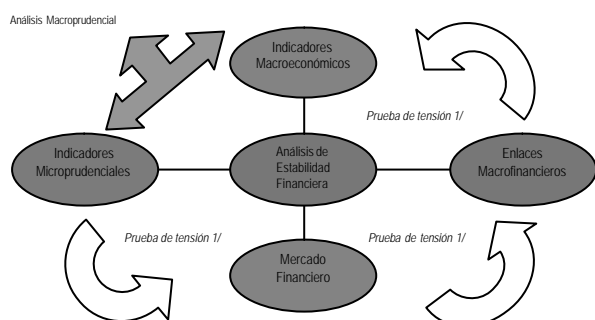 Análisis Macroprudencial
Indicadores
Macroeconómicos
Prueba de tensión 1/
Indicadores
Microprudenciales
Análisis de
Estabilidad
Financiera
Enlaces
Macrofinancieros
Prueba de tensión 1/
Prueba de tensión 1/
Mercado
Financiero